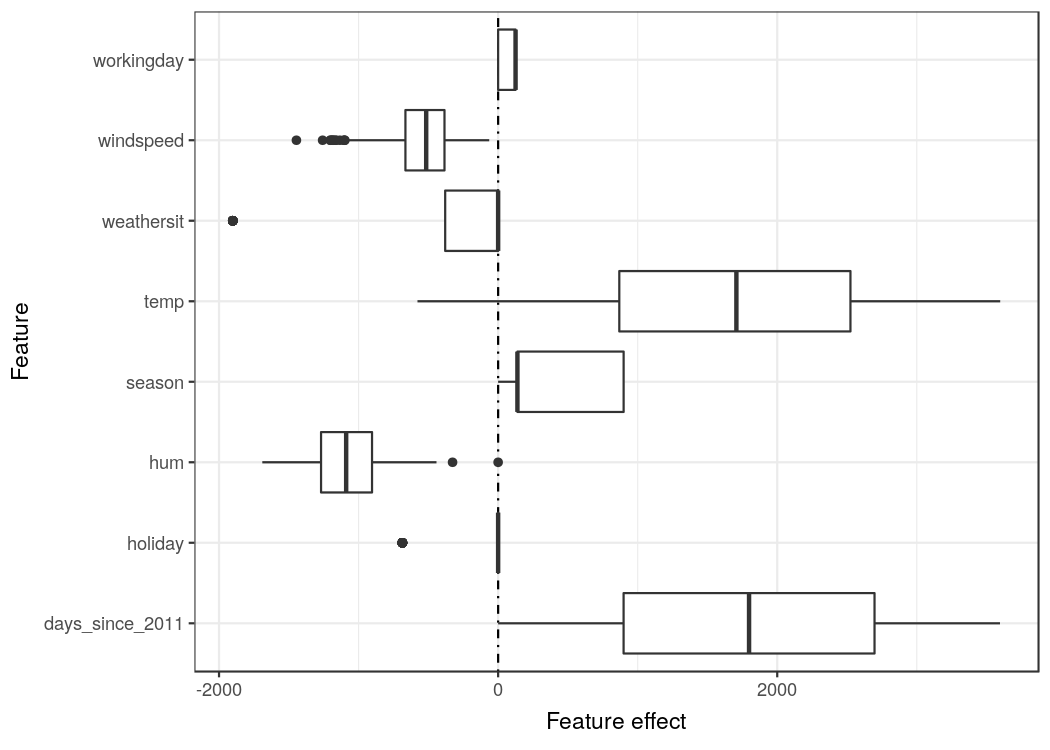 Feature
workingday
windspeed
weathersit
temp
season
hum
holiday
days_since_2011
-2000 0 2000
Feature effect